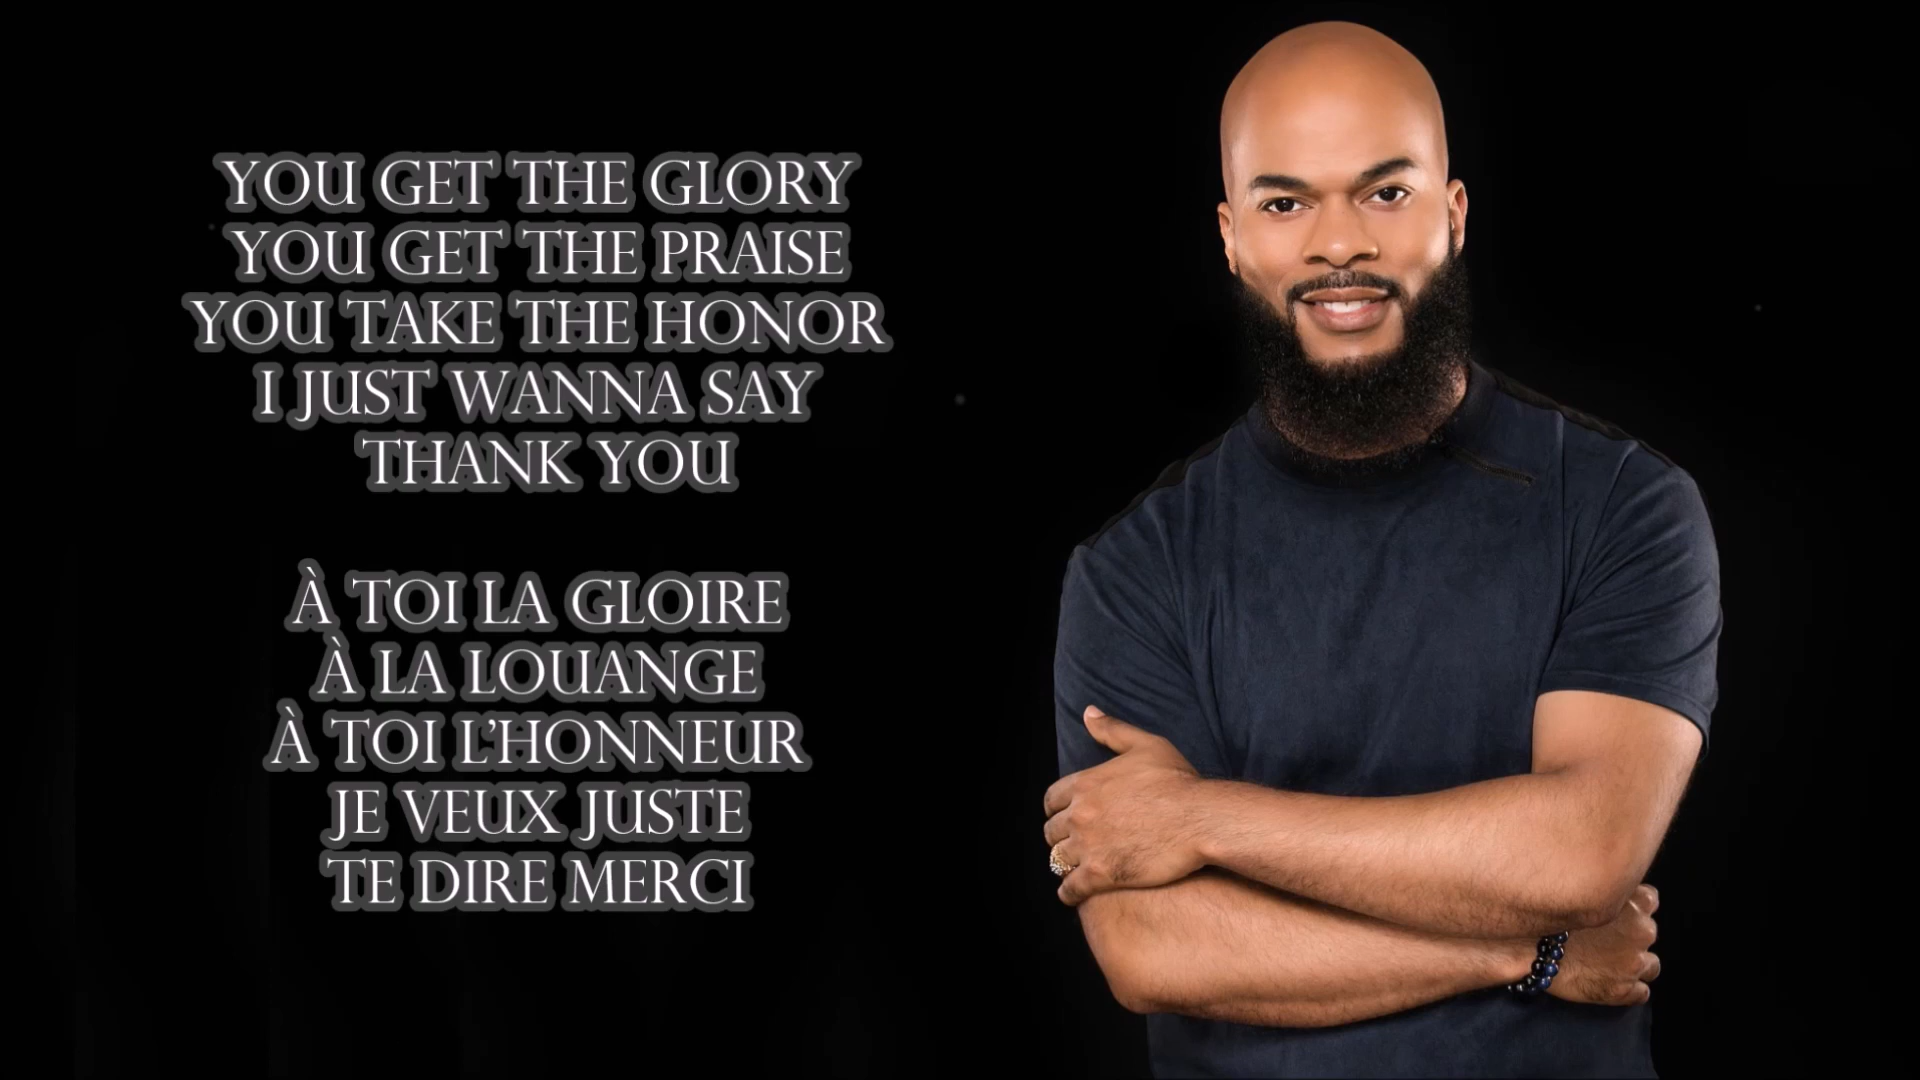 YOU GET THE GLORY
YOU GET THE PRAISE
YOU TAKE THE HONOR
I JUST WANNA SAY
THANK YOU
À TOI LA GLOIRE
À LA LOUANGE
À TOI L'HONNEUR
JE VEUX JUSTE
TE DIRE MERCI